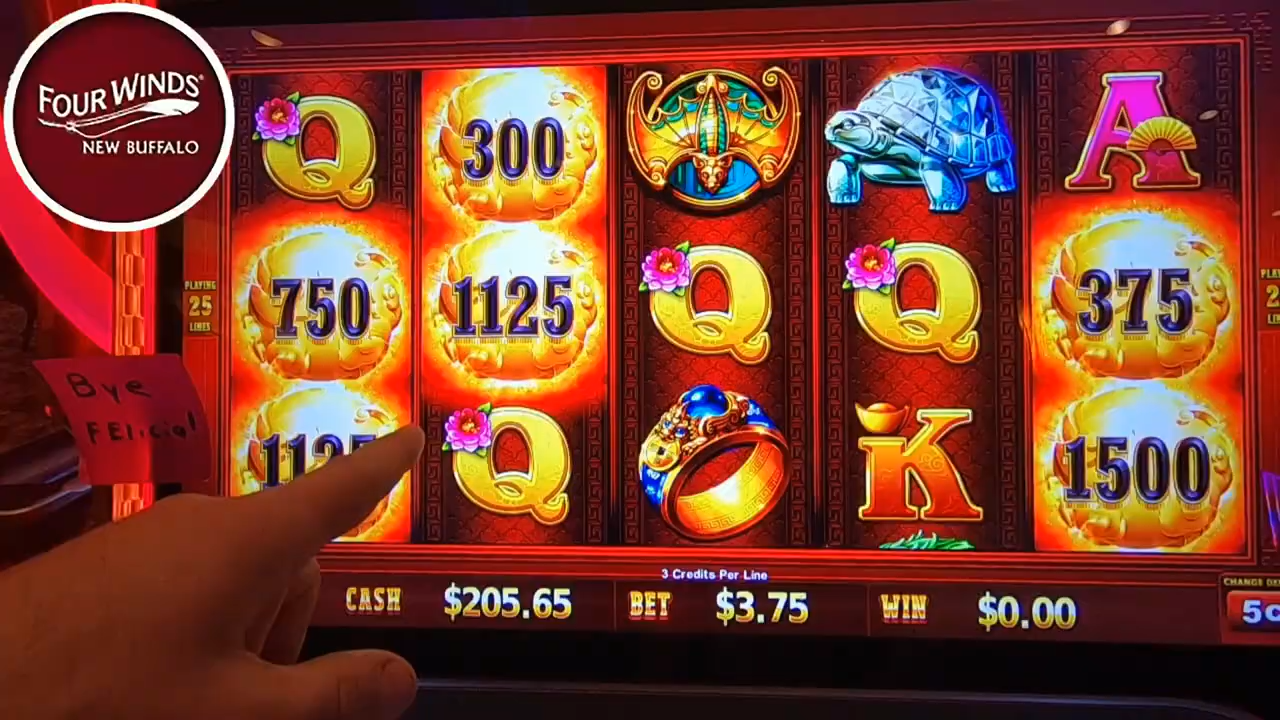 FOUR WINDS®
NEW BUFFALO
Q
300
A
750
1125
Q
Q
375
Q
K
1500
PLAYING
25
LINES
Bye
FElicia!
3 Credits Per Line
CASH $205.65 BET $3.75 WIN $0.00
5¢